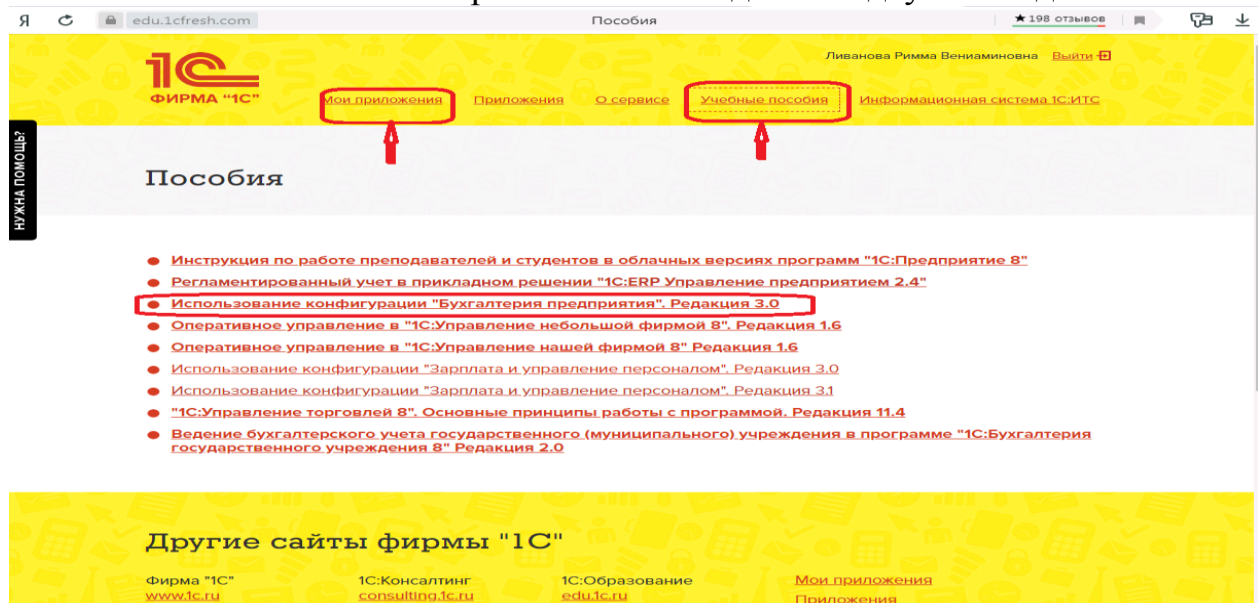 Я edu.1cfresh.com Пособия ★198 отзывов
Ливанова Римма Вениаминовна Выйти
1С
ФИРМА "1С" Мои приложения Приложения О сервисе Учебные пособия Информационная система 1С:ИТС
НУЖНА ПОМОЩЬ?
Пособия
Инструкция по работе преподавателей и студентов в облачных версиях программ "1С:Предприятие 8"
Регламентированный учет в прикладном решении "1С:ERP Управление предприятием 2.4"
Использование конфигурации "Бухгалтерия предприятия". Редакция 3.0
Оперативное управление в "1С:Управление небольшой фирмой 8". Редакция 1.6
Оперативное управление в "1С:Управление нашей фирмой 8" Редакция 1.6
Использование конфигурации "Зарплата и управление персоналом". Редакция 3.0
Использование конфигурации "Зарплата и управление персоналом". Редакция 3.1
"1С:Управление торговлей 8". Основные принципы работы с программой. Редакция 11.4
Ведение бухгалтерского учета государственного (муниципального) учреждения в программе "1С:Бухгалтерия
государственного учреждения 8" Редакция 2.0
Другие сайты фирмы "1С"
Фирма "1С" 1С:Консалтинг 1С:Образование Мои приложения
www.1c.ru consulting.1c.ru edu.1c.ru Приложения